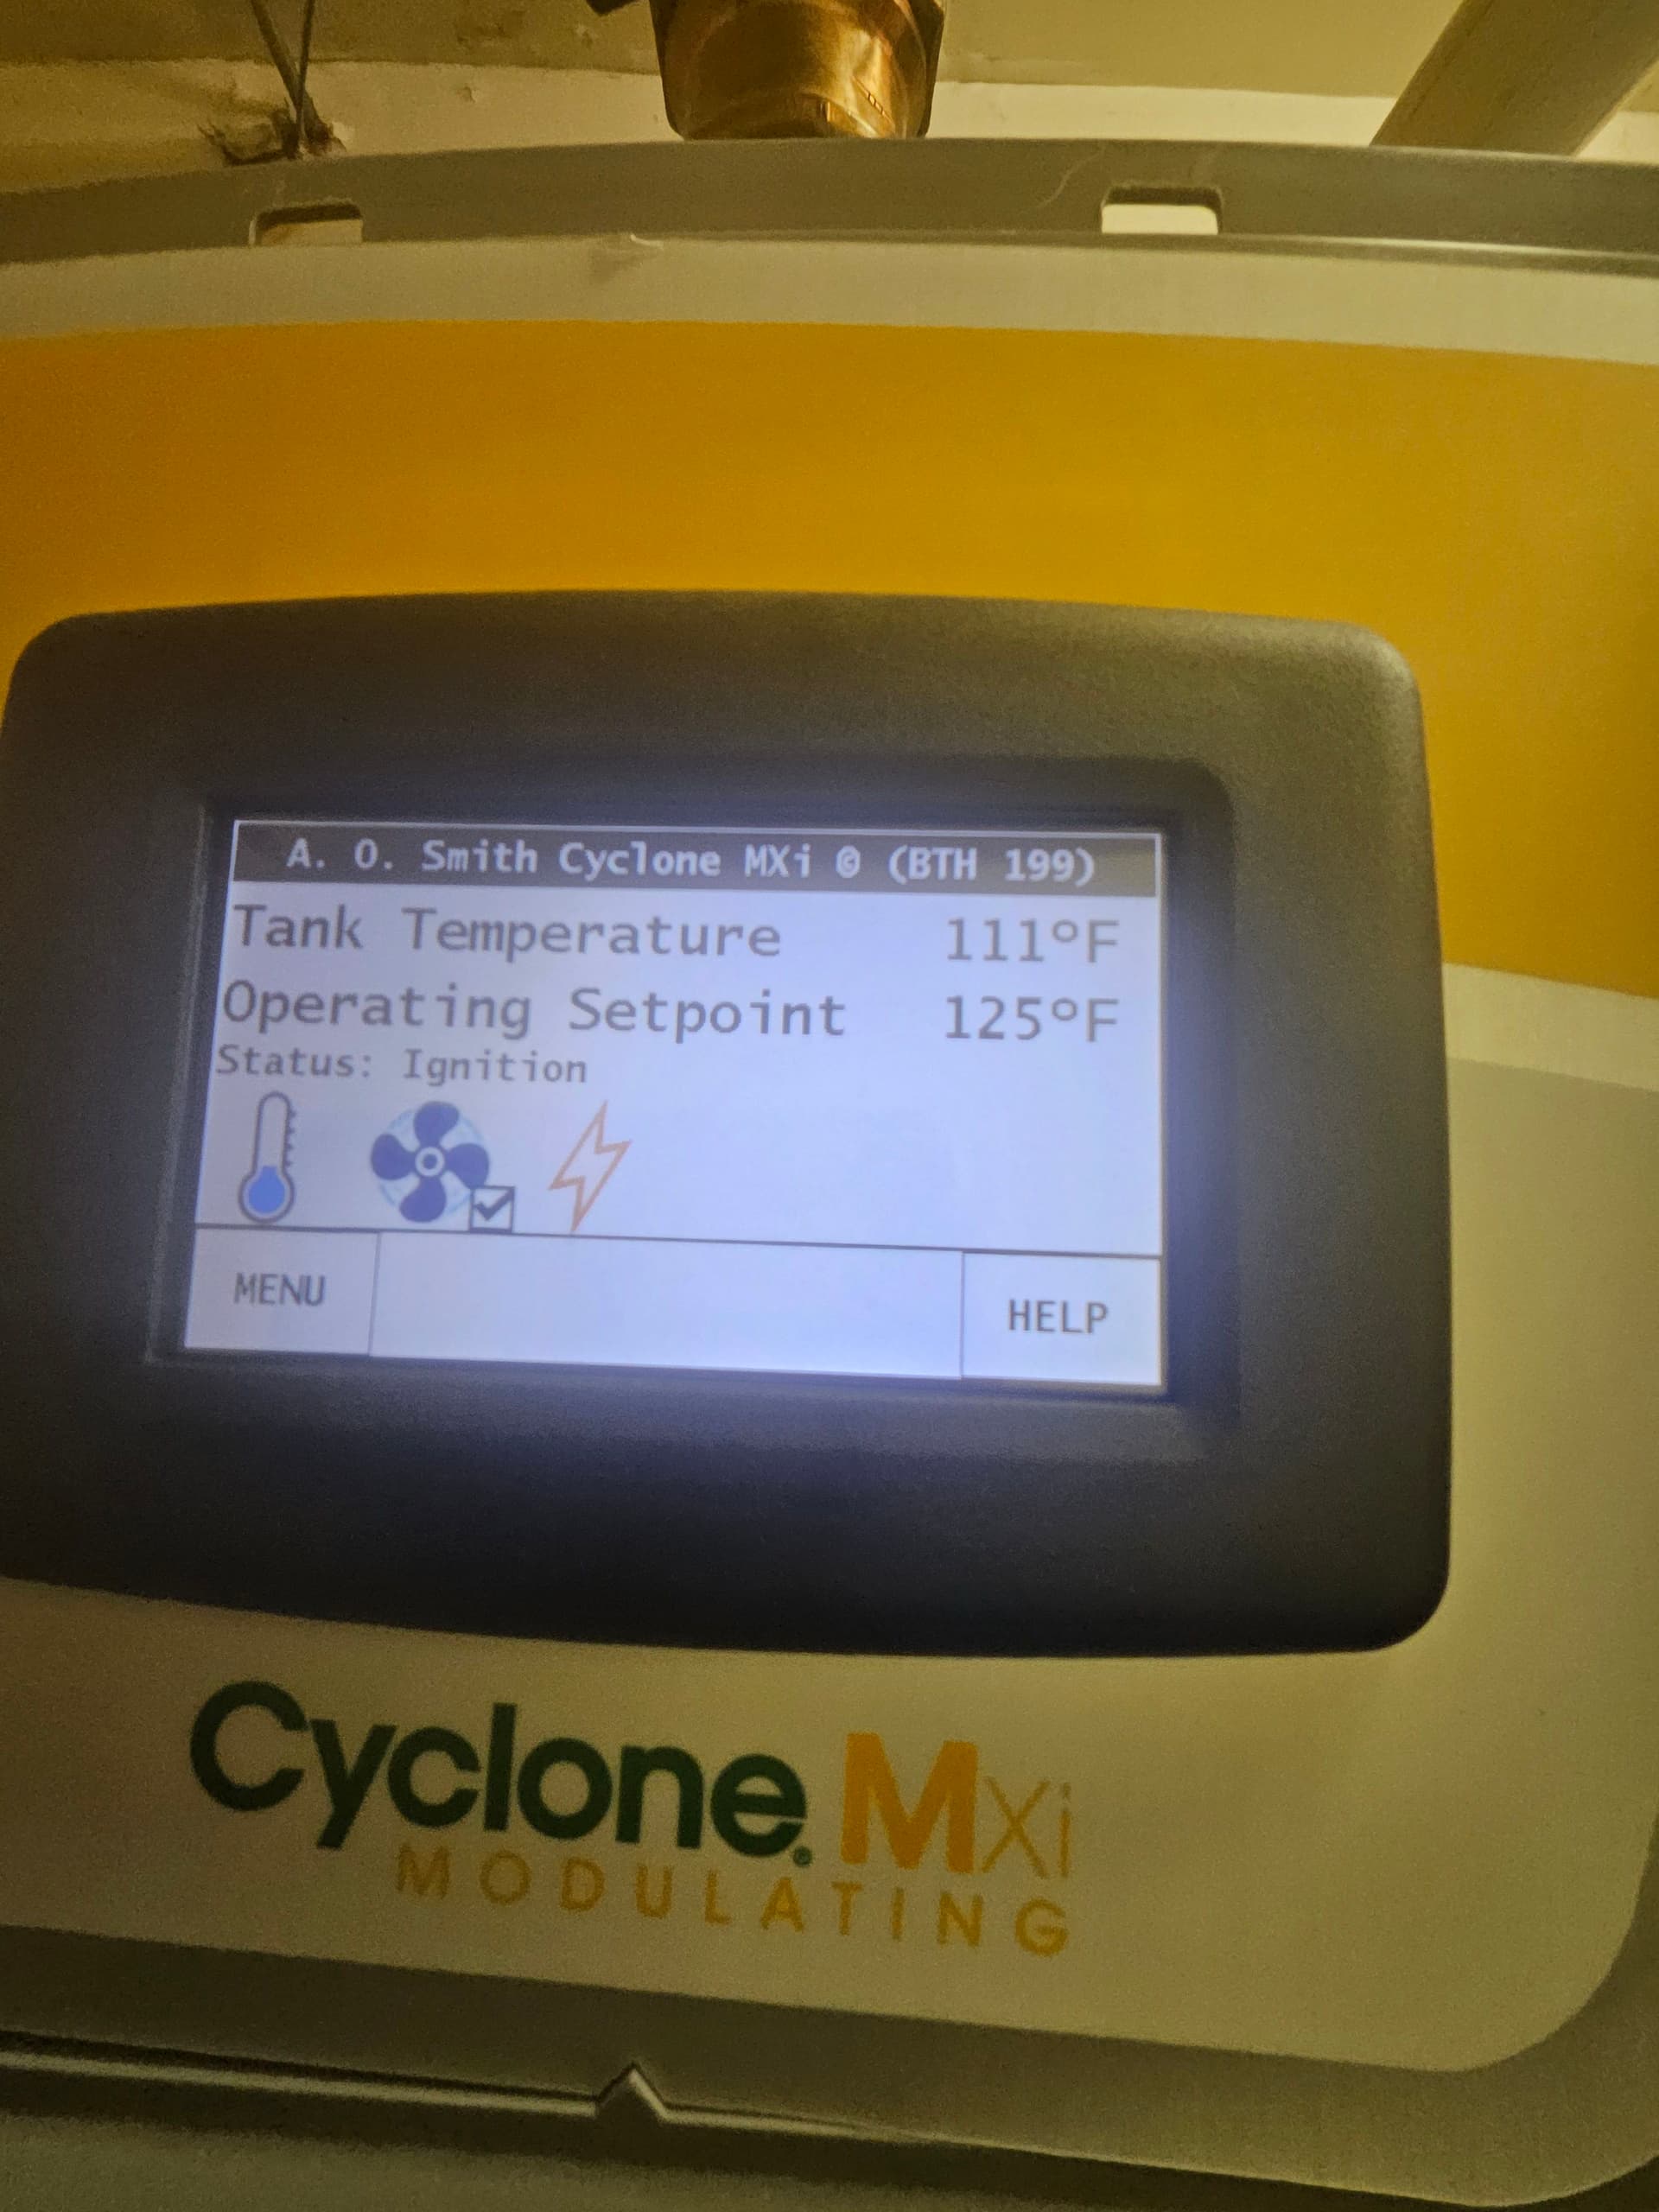 A. O. Smith Cyclone MXi © (BTH 199)
Tank Temperature 111°F
Operating Setpoint 125°F
Status: Ignition
MENU HELP
Cyclone® MXi
MODULATING